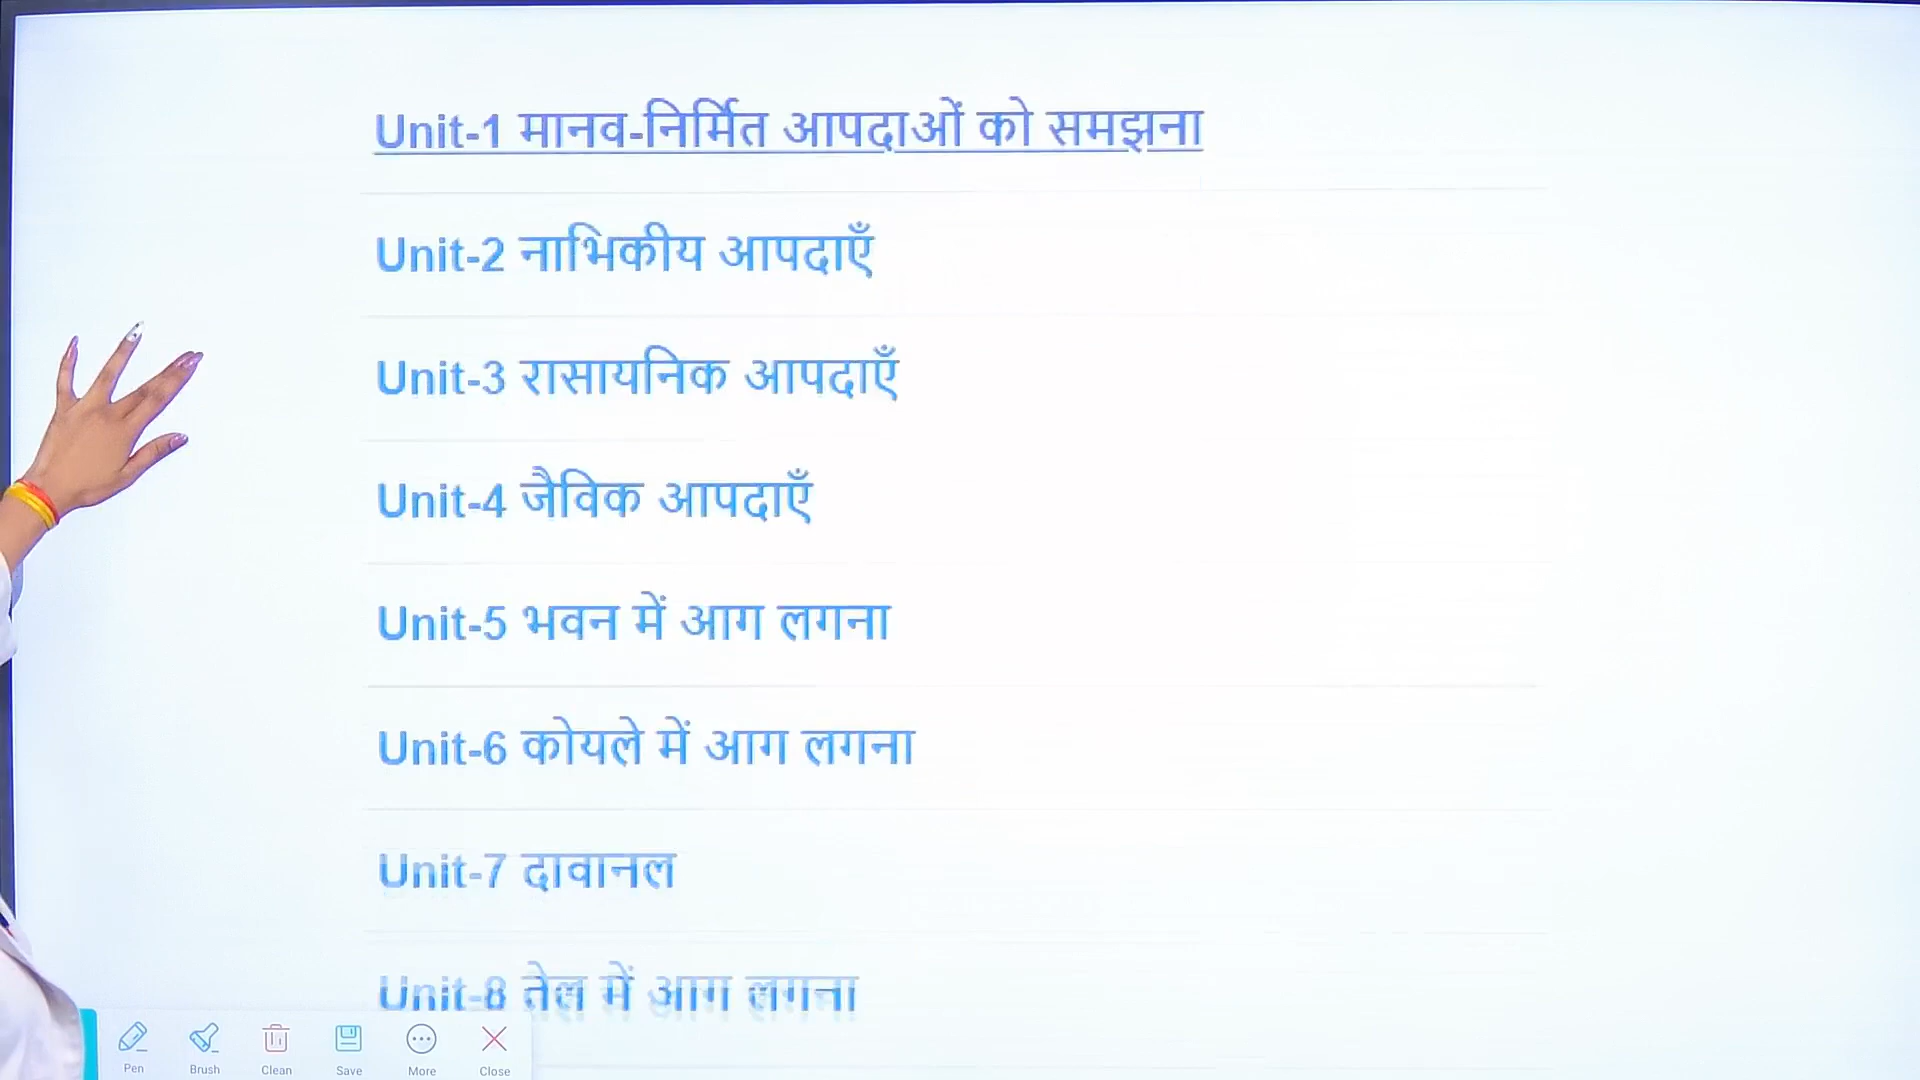 Unit-1 मानव-निर्मित आपदाओं को समझना
Unit-2 नाभिकीय आपदाएँ
Unit-3 रासायनिक आपदाएँ
Unit-4 जैविक आपदाएँ
Unit-5 भवन में आग लगना
Unit-6 कोयले में आग लगना
Unit-7 दावानल
Unit-8 तेल में आग लगना
Pen Brush Clean Save More Close